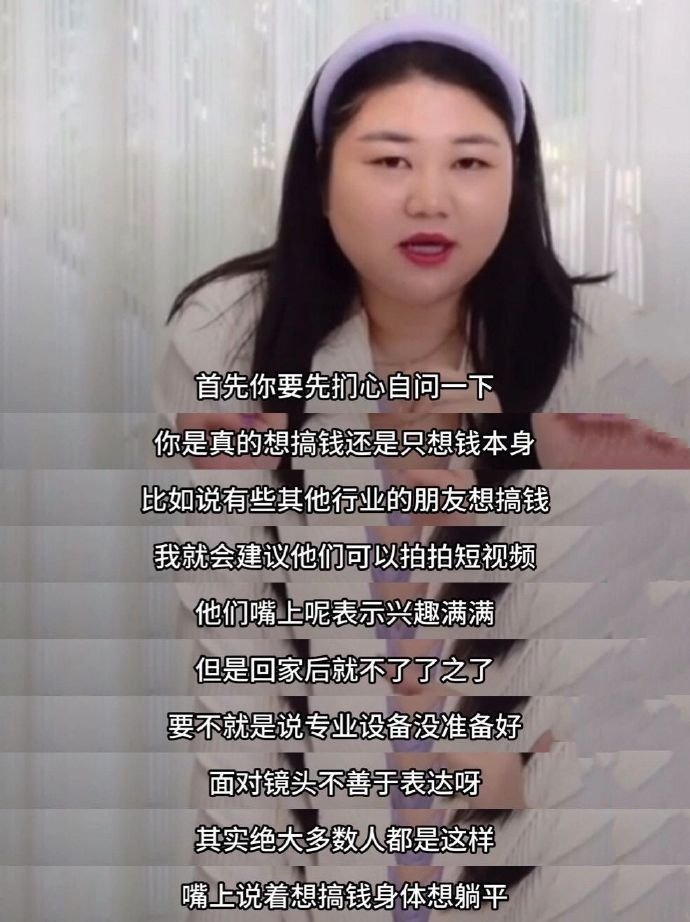 首先你要先扪心自问一下
你是真的想搞钱还是只想钱本身
比如说有些其他行业的朋友想搞钱
我就会建议他们可以拍拍短视频
他们嘴上呢表示兴趣满满
但是回家后就不了了之了
要不就是说专业设备没准备好
面对镜头不善于表达呀
其实绝大多数人都是这样
嘴上说着想搞钱身体想躺平